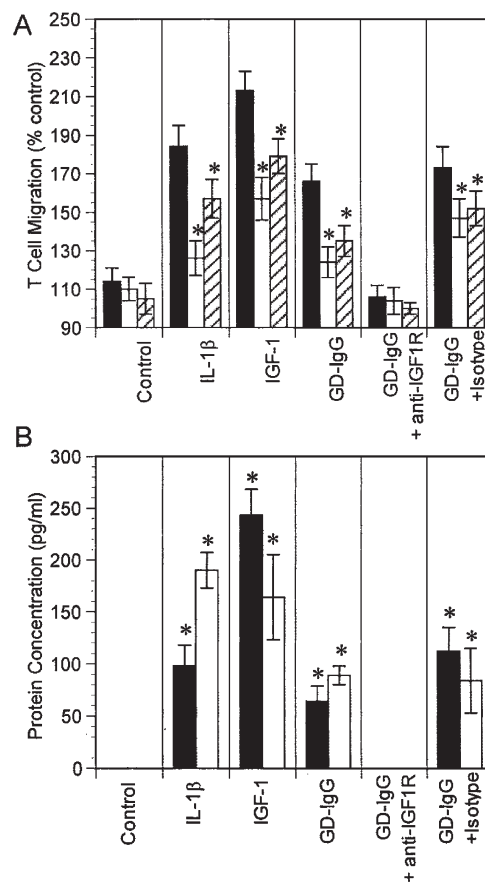 A
T Cell Migration (% control)
250
230
210
190
170
150
130
110
90
* * * * * * * *
Control
IL-1β
IGF-1
GD-IgG
GD-IgG
+ anti-IGF1R
GD-IgG
+Isotype
B
Protein Concentration (pg/ml)
300
250
200
150
100
50
0
* * * * * * * *
Control
IL-1β
IGF-1
GD-IgG
GD-IgG
+ anti-IGF1R
GD-IgG
+Isotype